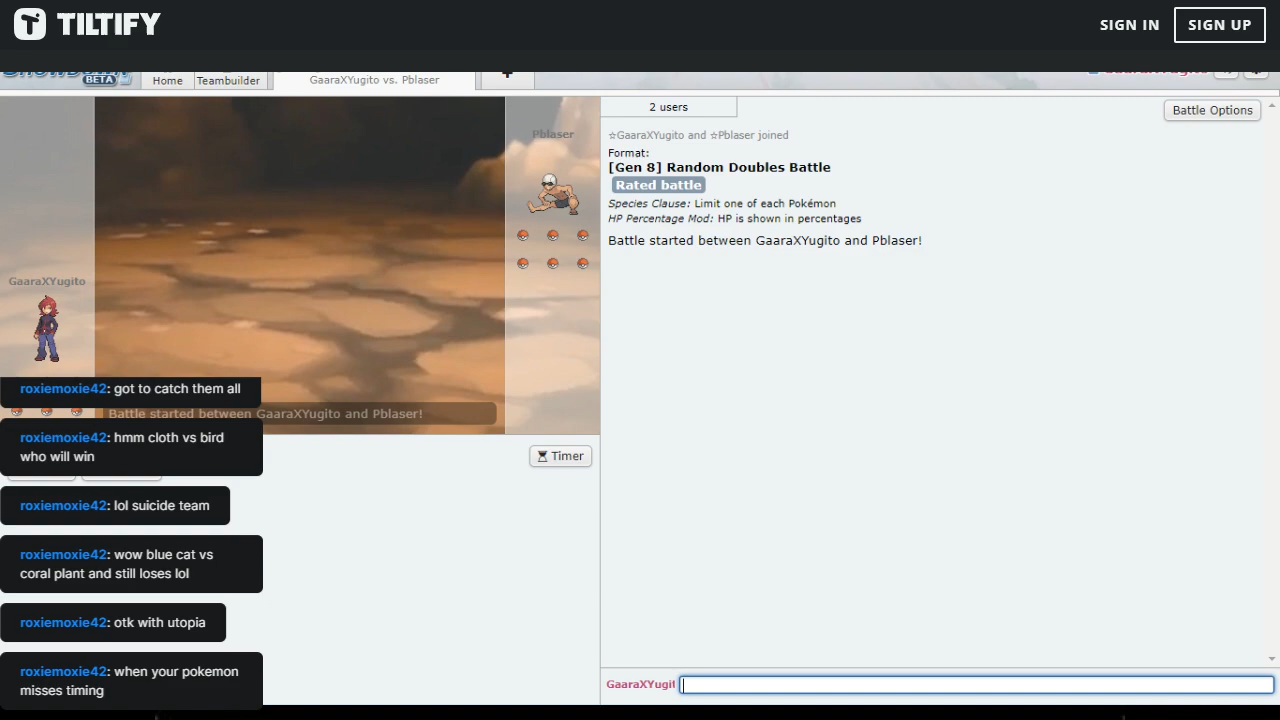 TILTIFY
SIGN IN
SIGN UP
BETA
Home
Teambuilder
GaaraXYugito vs. Pblaser
2 users
Battle Options
☆GaaraXYugito and ☆Pblaser joined
Format:
[Gen 8] Random Doubles Battle
Rated battle
Species Clause: Limit one of each Pokémon
HP Percentage Mod: HP is shown in percentages
Battle started between GaaraXYugito and Pblaser!
Pblaser
GaaraXYugito
Battle started between GaaraXYugito and Pblaser!
Timer
roxiemoxie42: got to catch them all
roxiemoxie42: hmm cloth vs bird
who will win
roxiemoxie42: lol suicide team
roxiemoxie42: wow blue cat vs
coral plant and still loses lol
roxiemoxie42: otk with utopia
roxiemoxie42: when your pokemon
misses timing
GaaraXYugit